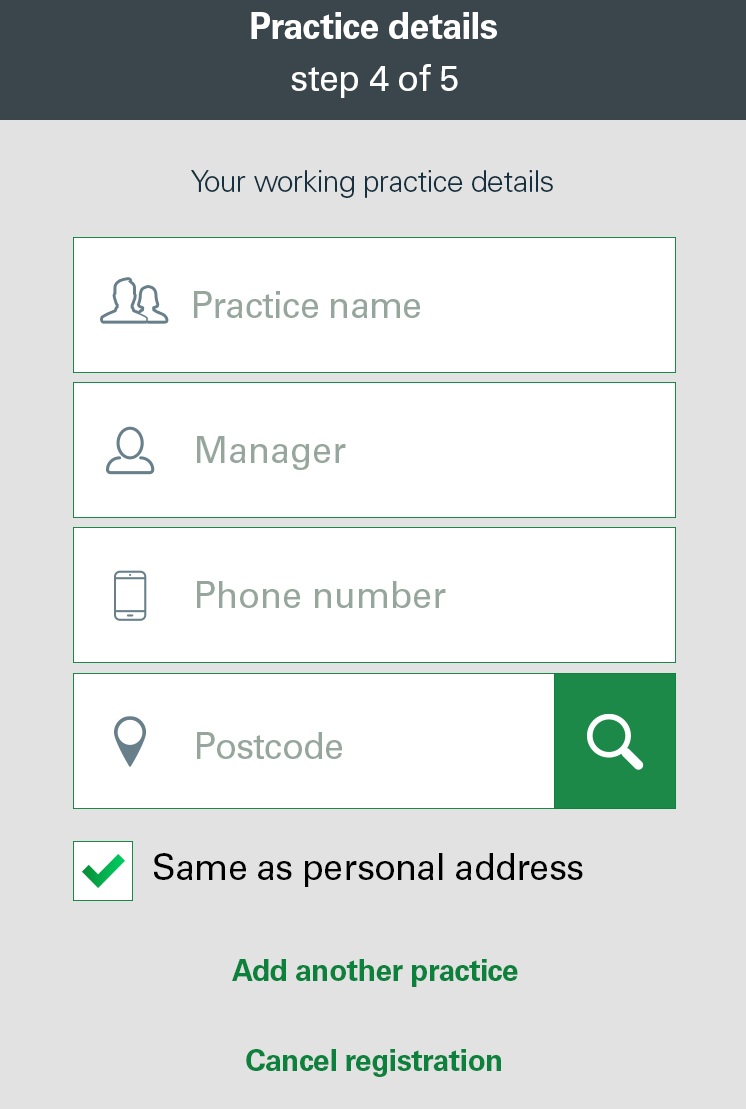 Practice details
step 4 of 5
Your working practice details
Practice name
Manager
Phone number
Postcode
Same as personal address
Add another practice
Cancel registration